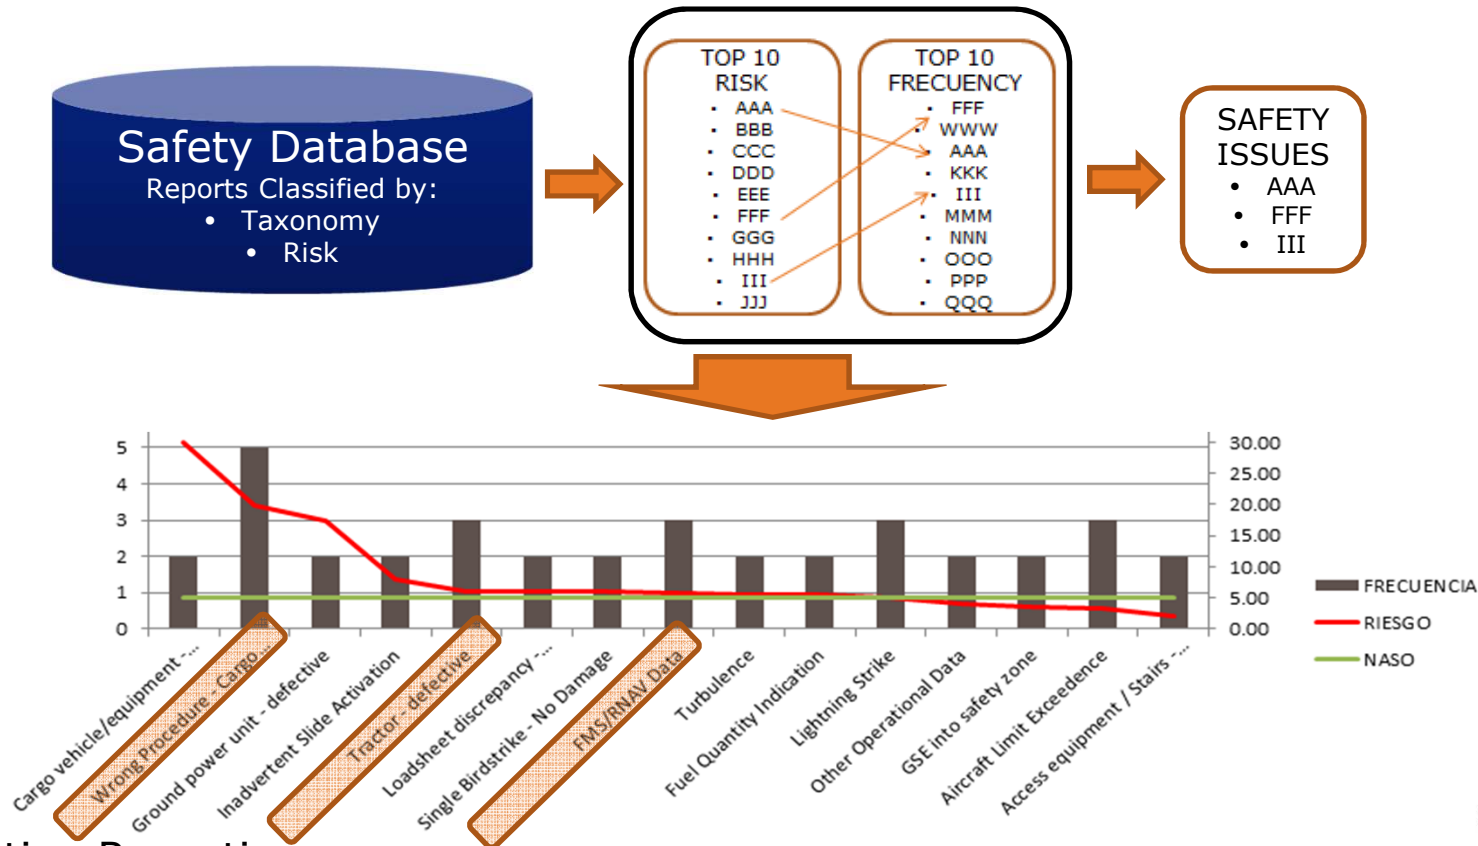 Safety Database
Reports Classified by:
• Taxonomy
• Risk
TOP 10
RISK
• AAA
• BBB
• CCC
• DDD
• EEE
• FFF
• GGG
• HHH
• III
• JJJ
TOP 10
FRECUENCY
• FFF
• WWW
• AAA
• KKK
• III
• MMM
• NNN
• OOO
• PPP
• QQQ
SAFETY
ISSUES
• AAA
• FFF
• III
5
4
3
2
1
0
30.00
25.00
20.00
15.00
10.00
5.00
0.00
FRECUENCIA
RIESGO
NASO
Cargo vehicle/equipment -...
Wrong Procedure - Cargo...
Ground power unit - defective
Inadvertent Slide Activation
Tractor - defective
Loadsheet discrepancy -...
Single Birdstrike - No Damage
FMS/RNAV Data
Turbulence
Fuel Quantity Indication
Lightning Strike
Other Operational Data
GSE into safety zone
Aircraft Limit Exceedence
Access equipment / Stairs -...